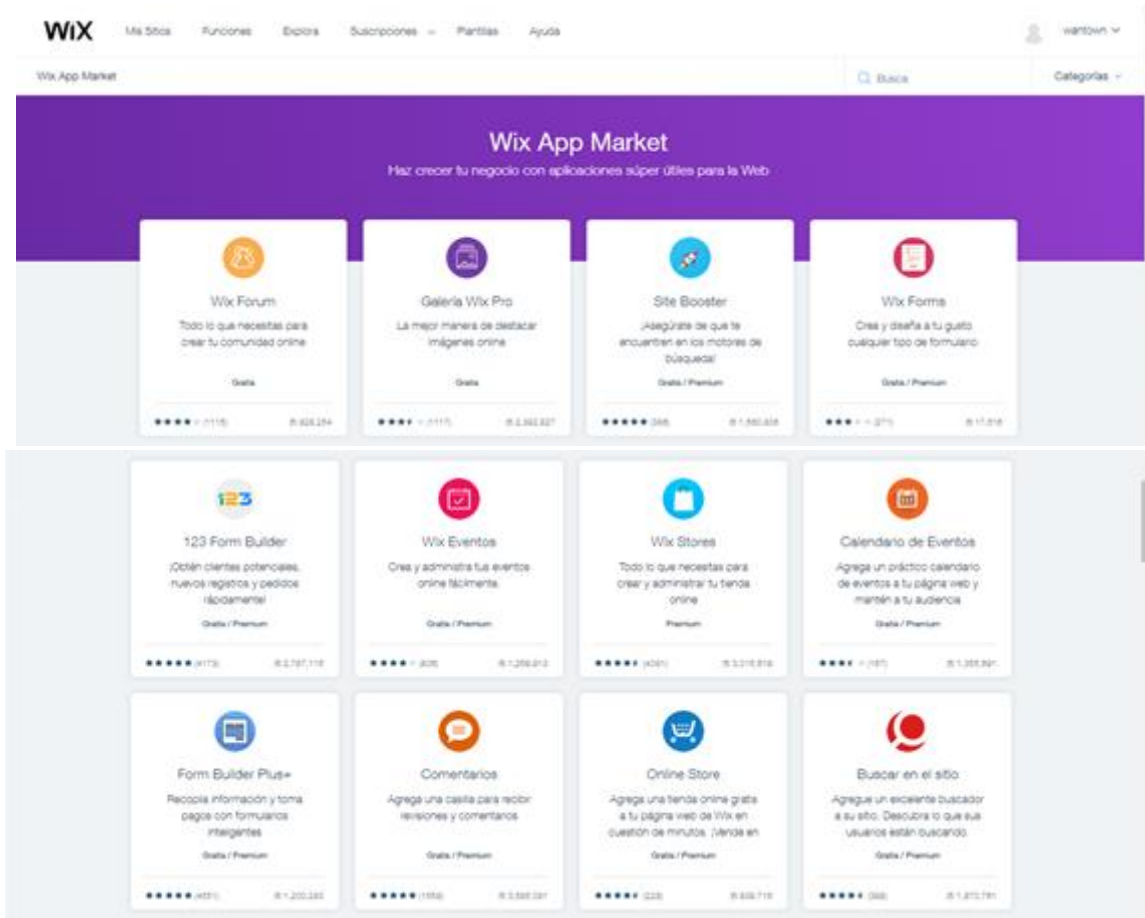 WiX Mis Sitios Funciones Explora Suscripciones Plantillas Ayuda wantown
Wix App Market Busca Categorías
Wix App Market
Haz crecer tu negocio con aplicaciones súper útiles para la Web
Wix Forum
Todo lo que necesitas para
crear tu comunidad online
Gratis
Galería Wix Pro
La mejor manera de destacar
imágenes online
Gratis
Site Booster
¡Asegúrate de que te
encuentren en los motores de
búsqueda!
Gratis / Premium
Wix Forms
Crea y diseña a tu gusto
cualquier tipo de formulario
Gratis / Premium
123 Form Builder
¡Obtén clientes potenciales,
nuevos registros y pedidos
rápidamente!
Gratis / Premium
Wix Eventos
Crea y administra tus eventos
online fácilmente.
Gratis / Premium
Wix Stores
Todo lo que necesitas para
crear y administrar tu tienda
online
Premium
Calendario de Eventos
Agrega un práctico calendario
de eventos a tu página web y
mantén a tu audiencia
Gratis / Premium
Form Builder Plus+
Recopila información y toma
pagos con formularios
inteligentes
Gratis / Premium
Comentarios
Agrega una casilla para recibir
revisiones y comentarios
Gratis / Premium
Online Store
Agrega una tienda online gratis
a tu página web de Wix en
cuestión de minutos. ¡Vende en
Gratis / Premium
Buscar en el sitio
Agregue un excelente buscador
a su sitio. Descubra lo que sus
usuarios están buscando.
Gratis / Premium